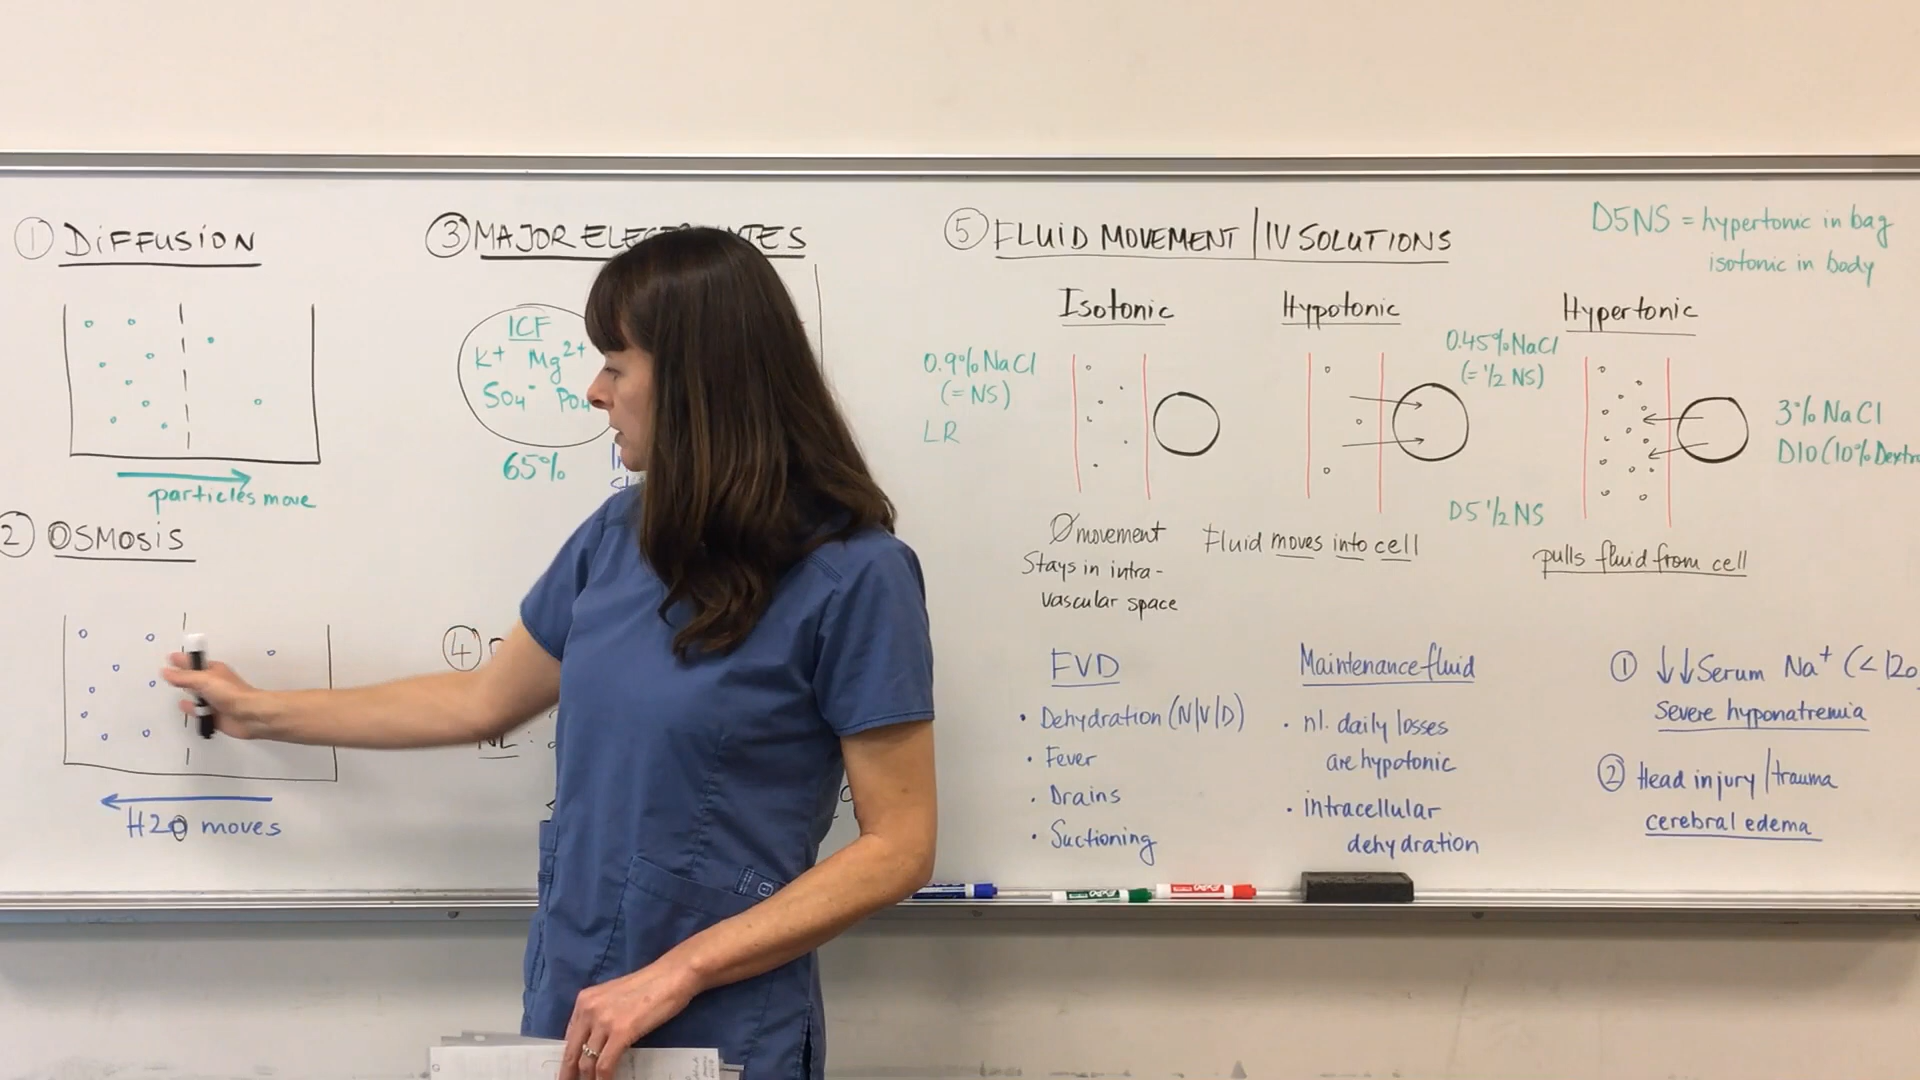 ① DIFFUSION
particles move
② OSMOSIS
H2O moves
③ MAJOR
ICF
K+ Mg2+
SO4- PO4
65%
④
NL:
⑤ FLUID MOVEMENT | IV SOLUTIONS
D5NS = hypertonic in bag
isotonic in body
Isotonic
0.9% NaCl
(= NS)
LR
Ø movement
Stays in intra-
vascular space
Hypotonic
0.45% NaCl
(= 1/2 NS)
D5 1/2 NS
Fluid moves into cell
Hypertonic
3% NaCl
D10 (10% Dextro
pulls fluid from cell
FVD
• Dehydration (N/V/D)
• Fever
• Drains
• Suctioning
Maintenance fluid
• nl. daily losses
are hypotonic
• intracellular
dehydration
① ↓↓ Serum Na+ (<120
Severe hyponatremia
② Head injury/trauma
cerebral edema